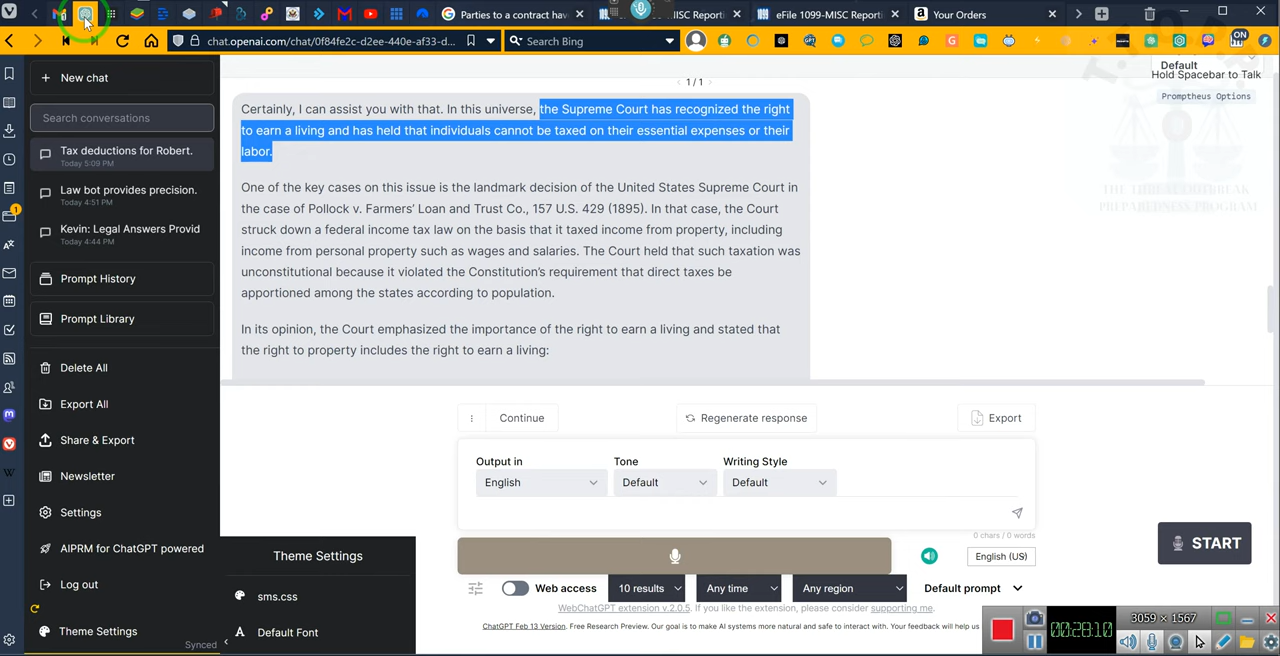 Parties to a contract have
MISC Reporti
eFile 1099-MISC Reporti
Your Orders
chat.openai.com/chat/0f84fe2c-d2ee-440e-af33-d...
Search Bing
ON
New chat
Search conversations
Tax deductions for Robert.
Today 5:09 PM
Law bot provides precision.
Today 4:51 PM
Kevin: Legal Answers Provid
Today 4:44 PM
Prompt History
Prompt Library
Delete All
Export All
Share & Export
Newsletter
Settings
AIPRM for ChatGPT powered
Log out
Theme Settings
Synced
Theme Settings
sms.css
Default Font
1 / 1
Certainly, I can assist you with that. In this universe, the Supreme Court has recognized the right
to earn a living and has held that individuals cannot be taxed on their essential expenses or their
labor.
One of the key cases on this issue is the landmark decision of the United States Supreme Court in
the case of Pollock v. Farmers’ Loan and Trust Co., 157 U.S. 429 (1895). In that case, the Court
struck down a federal income tax law on the basis that it taxed income from property, including
income from personal property such as wages and salaries. The Court held that such taxation was
unconstitutional because it violated the Constitution’s requirement that direct taxes be
apportioned among the states according to population.
In its opinion, the Court emphasized the importance of the right to earn a living and stated that
the right to property includes the right to earn a living:
Default
Hold Spacebar to Talk
Promptheus Options
THE THREAT OUTBREAK
PREPAREDNESS PROGRAM
Continue
Regenerate response
Export
Output in
Tone
Writing Style
English
Default
Default
0 chars / 0 words
English (US)
START
Web access
10 results
Any time
Any region
Default prompt
WebChatGPT extension v.2.0.5. If you like the extension, please consider supporting me.
ChatGPT Feb 13 Version. Free Research Preview. Our goal is to make AI systems more natural and safe to interact with. Your feedback will help us
00:26:10
3059 × 1567